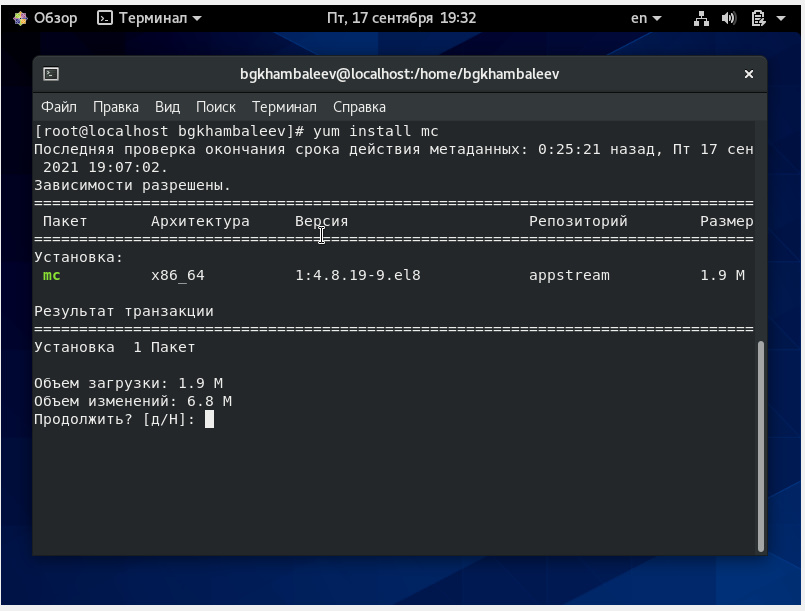 Обзор Терминал Пт, 17 сентября 19:32 en
bgkhambaleev@localhost:/home/bgkhambaleev
Файл Правка Вид Поиск Терминал Справка
[root@localhost bgkhambaleev]# yum install mc
Последняя проверка окончания срока действия метаданных: 0:25:21 назад, Пт 17 сен
2021 19:07:02.
Зависимости разрешены.
================================================================================
Пакет Архитектура Версия Репозиторий Размер
================================================================================
Установка:
mc x86_64 1:4.8.19-9.el8 appstream 1.9 M
Результат транзакции
================================================================================
Установка 1 Пакет
Объем загрузки: 1.9 M
Объем изменений: 6.8 M
Продолжить? [д/Н]: